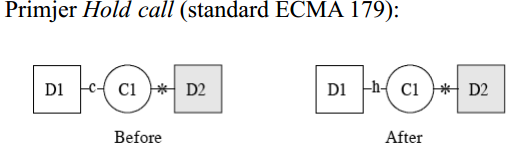 Primjer Hold call (standard ECMA 179):
D1 c C1 * D2 D1 h C1 * D2
Before After